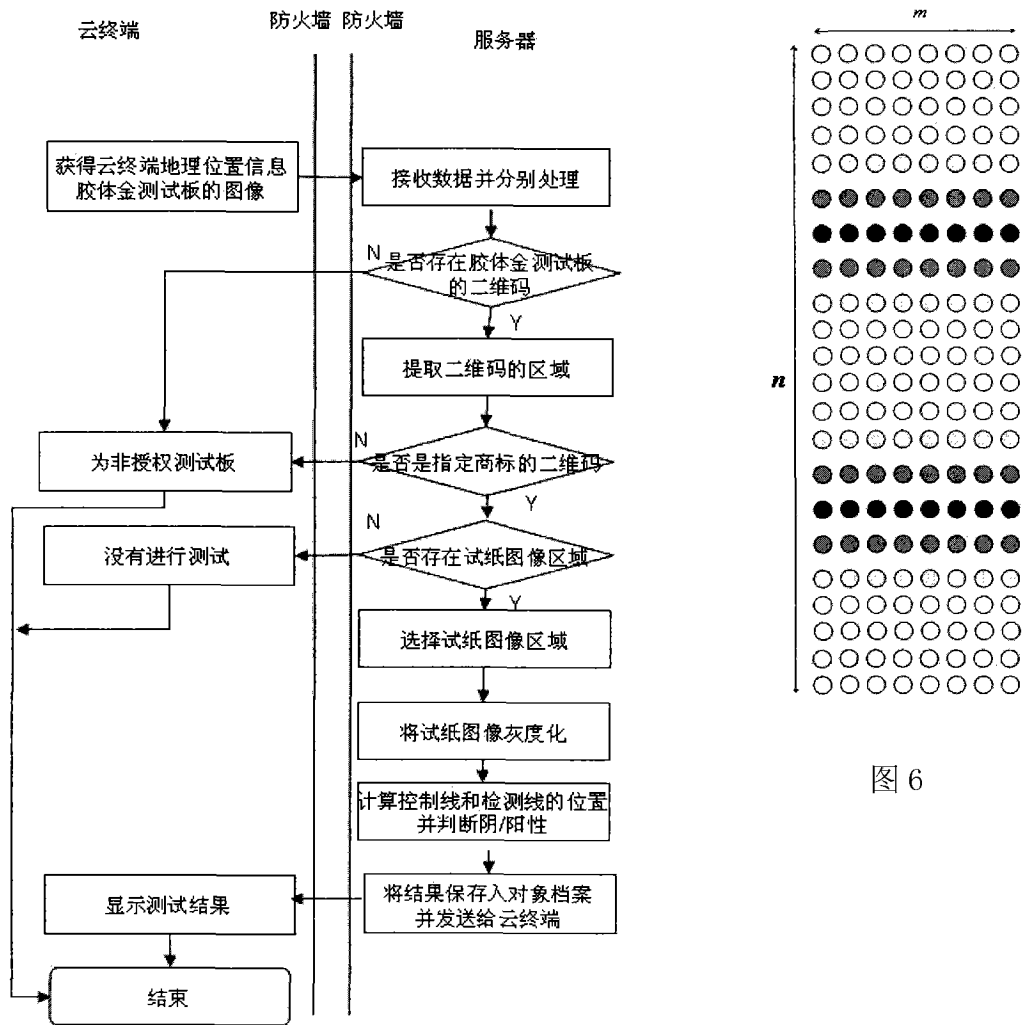 云终端
防火墙 防火墙
服务器
获得云终端地理位置信息
胶体金测试板的图像
接收数据并分别处理
N
是否存在胶体金测试板
的二维码
Y
提取二维码的区域
为非授权测试板
N
是否是指定商标的二维码
Y
没有进行测试
N
是否存在试纸图像区域
Y
选择试纸图像区域
将试纸图像灰度化
计算控制线和检测线的位置
并判断阴/阳性
显示测试结果
将结果保存入对象档案
并发送给云终端
结束
m
n
图 6